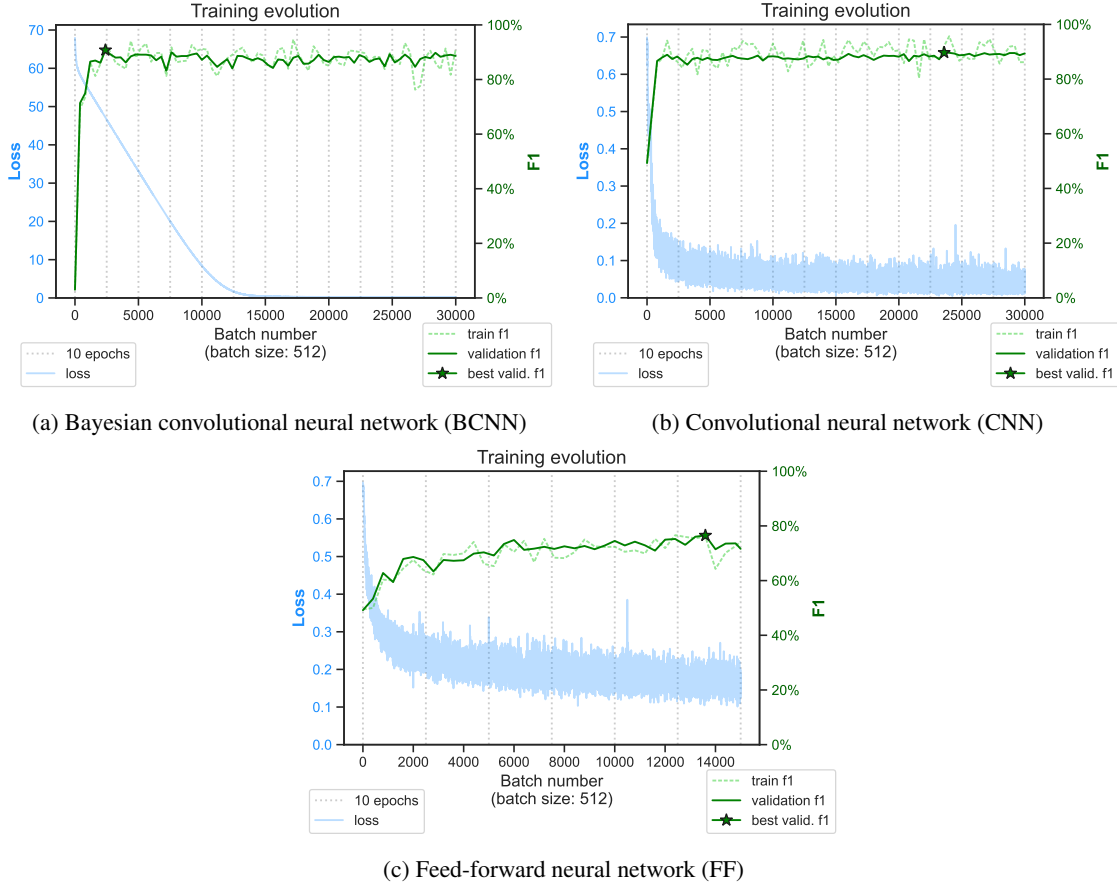 Training evolution
70
60
50
40
30
20
10
0
Loss
100%
80%
60%
40%
20%
0%
F1
0 5000 10000 15000 20000 25000 30000
Batch number
(batch size: 512)
10 epochs
loss
train f1
validation f1
best valid. f1
(a) Bayesian convolutional neural network (BCNN)
Training evolution
0.7
0.6
0.5
0.4
0.3
0.2
0.1
0.0
Loss
100%
80%
60%
40%
20%
0%
F1
0 5000 10000 15000 20000 25000 30000
Batch number
(batch size: 512)
10 epochs
loss
train f1
validation f1
best valid. f1
(b) Convolutional neural network (CNN)
Training evolution
0.7
0.6
0.5
0.4
0.3
0.2
0.1
0.0
Loss
100%
80%
60%
40%
20%
0%
F1
0 2000 4000 6000 8000 10000 12000 14000
Batch number
(batch size: 512)
10 epochs
loss
train f1
validation f1
best valid. f1
(c) Feed-forward neural network (FF)